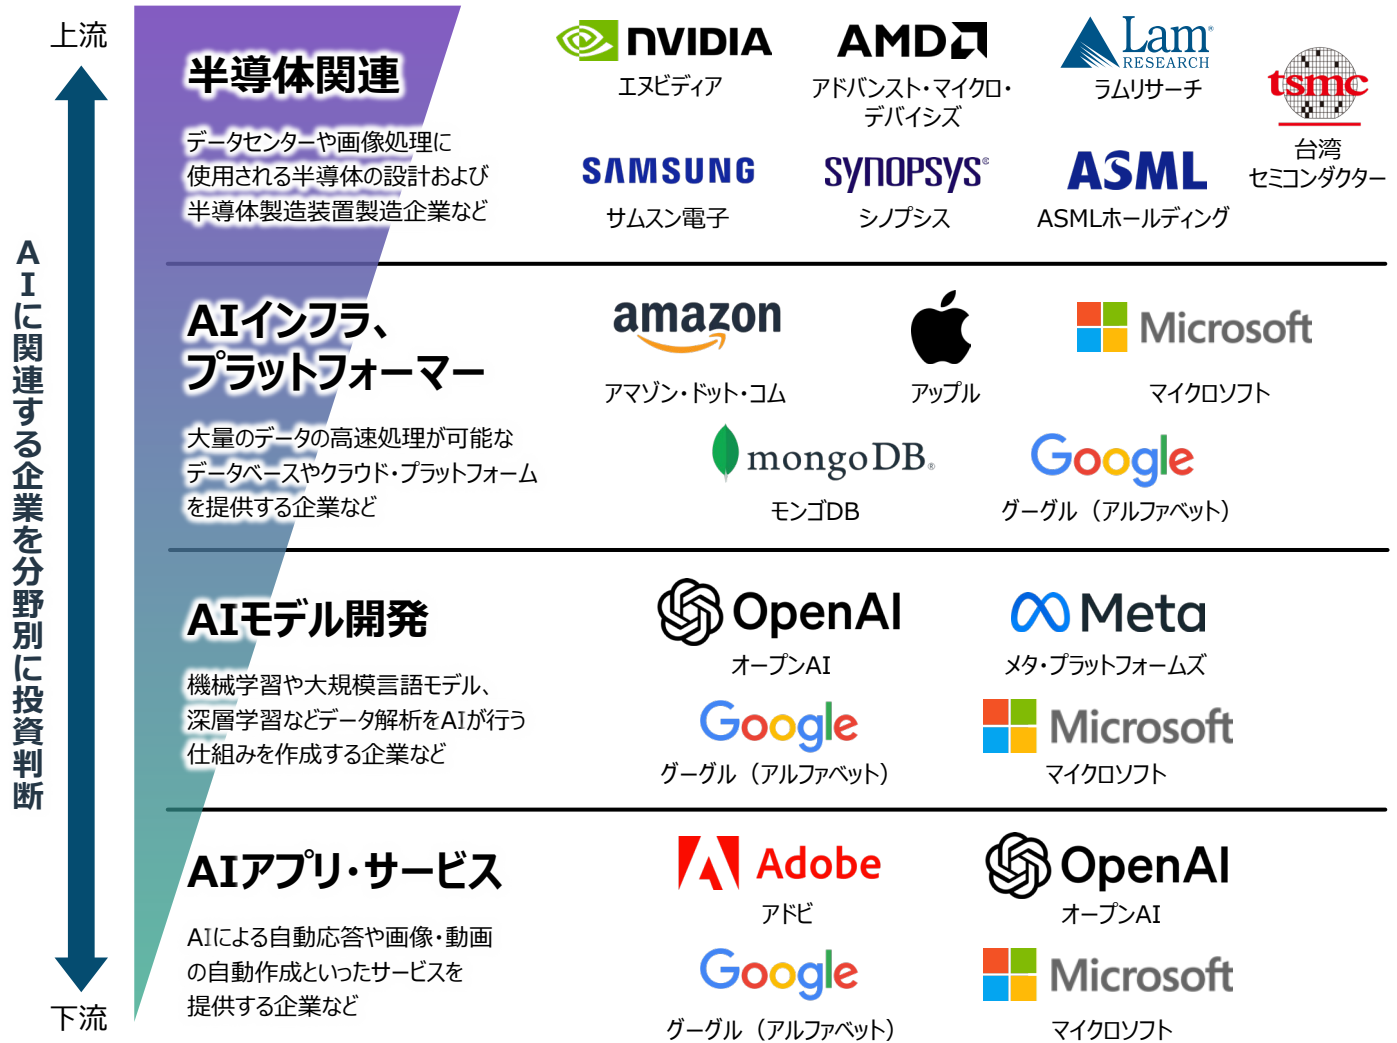 上流
AIに関連する企業を分野別に投資判断
下流
半導体関連
データセンターや画像処理に
使用される半導体の設計および
半導体製造装置製造企業など
NVIDIA
エヌビディア
AMD
アドバンスト・マイクロ・
デバイシズ
Lam®
RESEARCH
ラムリサーチ
tsmc
台湾
セミコンダクター
SAMSUNG
サムスン電子
SYNOPSYS®
シノプシス
ASML
ASMLホールディング
AIインフラ、
プラットフォーマー
大量のデータの高速処理が可能な
データベースやクラウド・プラットフォーム
を提供する企業など
amazon
アマゾン・ドット・コム
アップル
Microsoft
マイクロソフト
mongoDB®
モンゴDB
Google
グーグル（アルファベット）
AIモデル開発
機械学習や大規模言語モデル、
深層学習などデータ解析をAIが行う
仕組みを作成する企業など
OpenAI
オープンAI
Meta
メタ・プラットフォームズ
Google
グーグル（アルファベット）
Microsoft
マイクロソフト
AIアプリ・サービス
AIによる自動応答や画像・動画
の自動作成といったサービスを
提供する企業など
Adobe
アドビ
OpenAI
オープンAI
Google
グーグル（アルファベット）
Microsoft
マイクロソフト